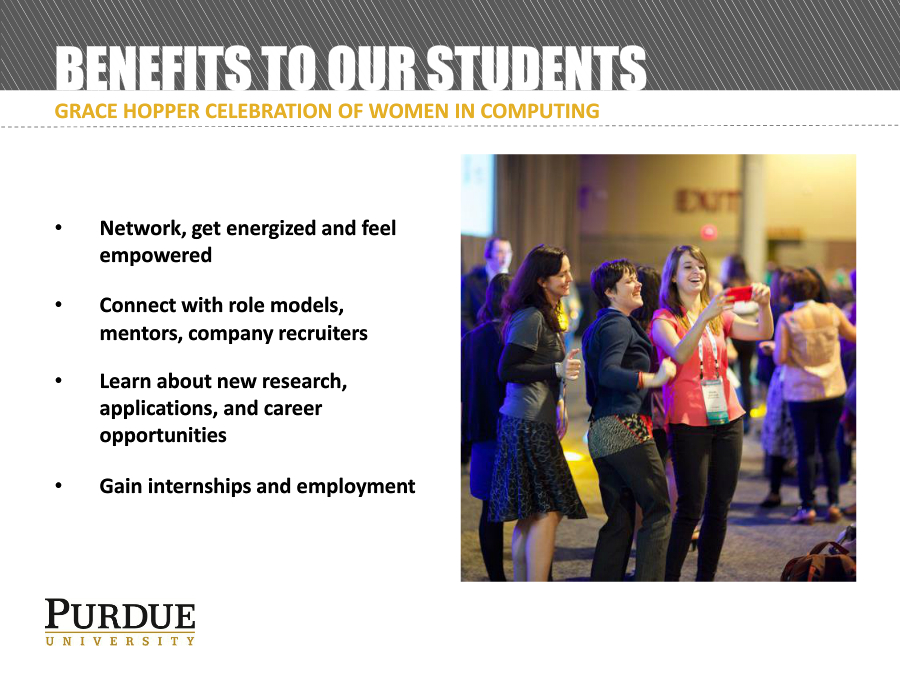 BENEFITS TO OUR STUDENTS
GRACE HOPPER CELEBRATION OF WOMEN IN COMPUTING
• Network, get energized and feel
empowered
• Connect with role models,
mentors, company recruiters
• Learn about new research,
applications, and career
opportunities
• Gain internships and employment
EXIT
PURDUE
UNIVERSITY